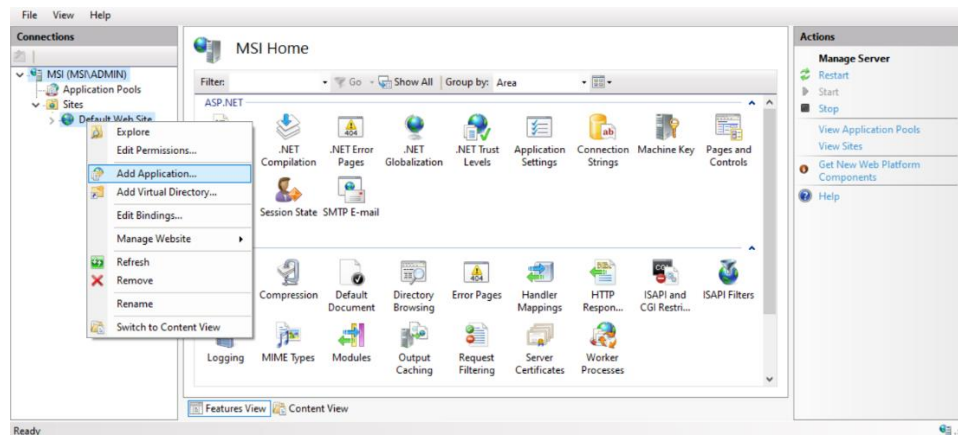 File View Help
Connections
MSI (MSI\ADMIN)
Application Pools
Sites
Default Web Site
Explore
Edit Permissions...
Add Application...
Add Virtual Directory...
Edit Bindings...
Manage Website
Refresh
Remove
Rename
Switch to Content View
MSI Home
Filter: Go Show All Group by: Area
ASP.NET
.NET Compilation
.NET Error Pages
.NET Globalization
.NET Trust Levels
Application Settings
Connection Strings
Machine Key
Pages and Controls
Session State
SMTP E-mail
Compression
Default Document
Directory Browsing
Error Pages
Handler Mappings
HTTP Respon...
ISAPI and CGI Restri...
ISAPI Filters
Logging
MIME Types
Modules
Output Caching
Request Filtering
Server Certificates
Worker Processes
Features View Content View
Actions
Manage Server
Restart
Start
Stop
View Application Pools
View Sites
Get New Web Platform
Components
Help
Ready